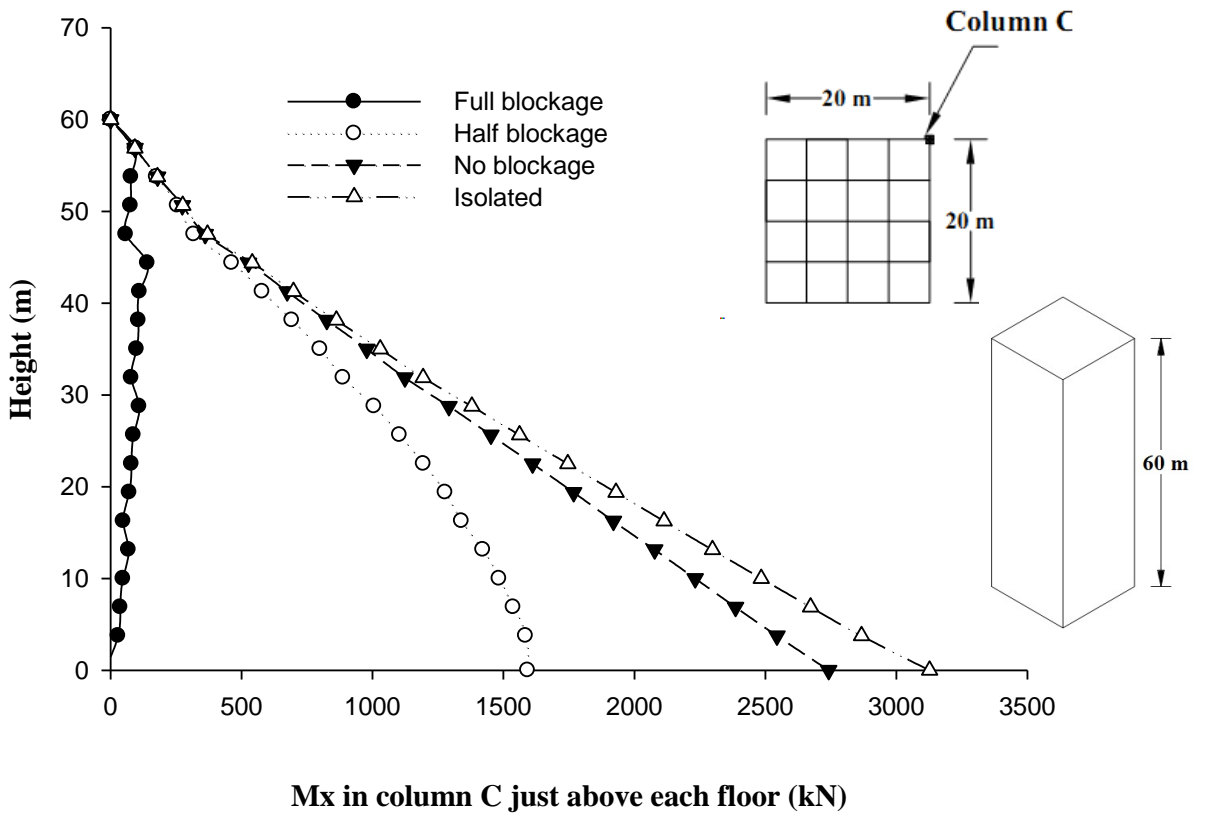 Column C
20 m
20 m
60 m
Full blockage
Half blockage
No blockage
Isolated
Height (m)
70
60
50
40
30
20
10
0
0 500 1000 1500 2000 2500 3000 3500
Mx in column C just above each floor (kN)